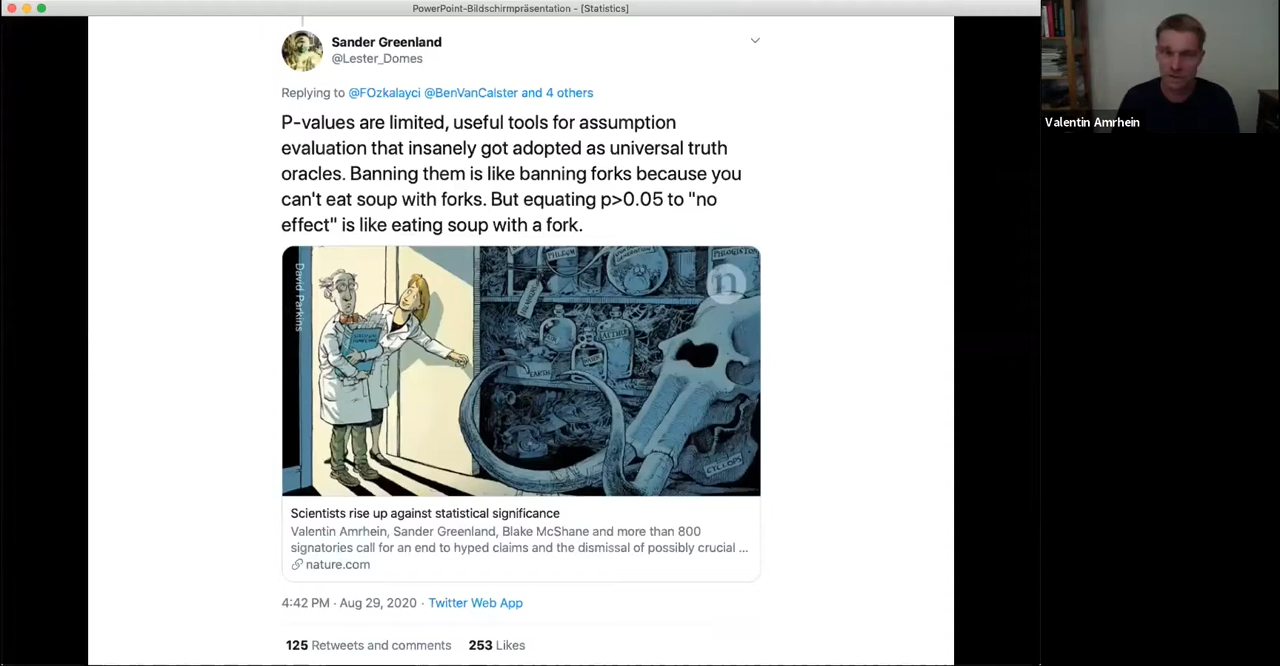 PowerPoint-Bildschirmpräsentation - [Statistics]
Sander Greenland
@Lester_Domes
Replying to @FOzkalayci @BenVanCalster and 4 others
P-values are limited, useful tools for assumption
evaluation that insanely got adopted as universal truth
oracles. Banning them is like banning forks because you
can't eat soup with forks. But equating p>0.05 to "no
effect" is like eating soup with a fork.
David Parkins
n
PHLOGISTON
AETHER
EARTH
CYCLOPS
Scientists rise up against statistical significance
Valentin Amrhein, Sander Greenland, Blake McShane and more than 800
signatories call for an end to hyped claims and the dismissal of possibly crucial ...
nature.com
4:42 PM · Aug 29, 2020 · Twitter Web App
125 Retweets and comments 253 Likes
Valentin Amrhein